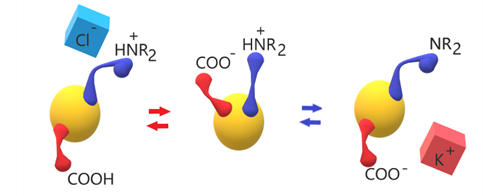 Cl-
HNR2+
COOH
COO-
HNR2+
NR2
COO-
K+